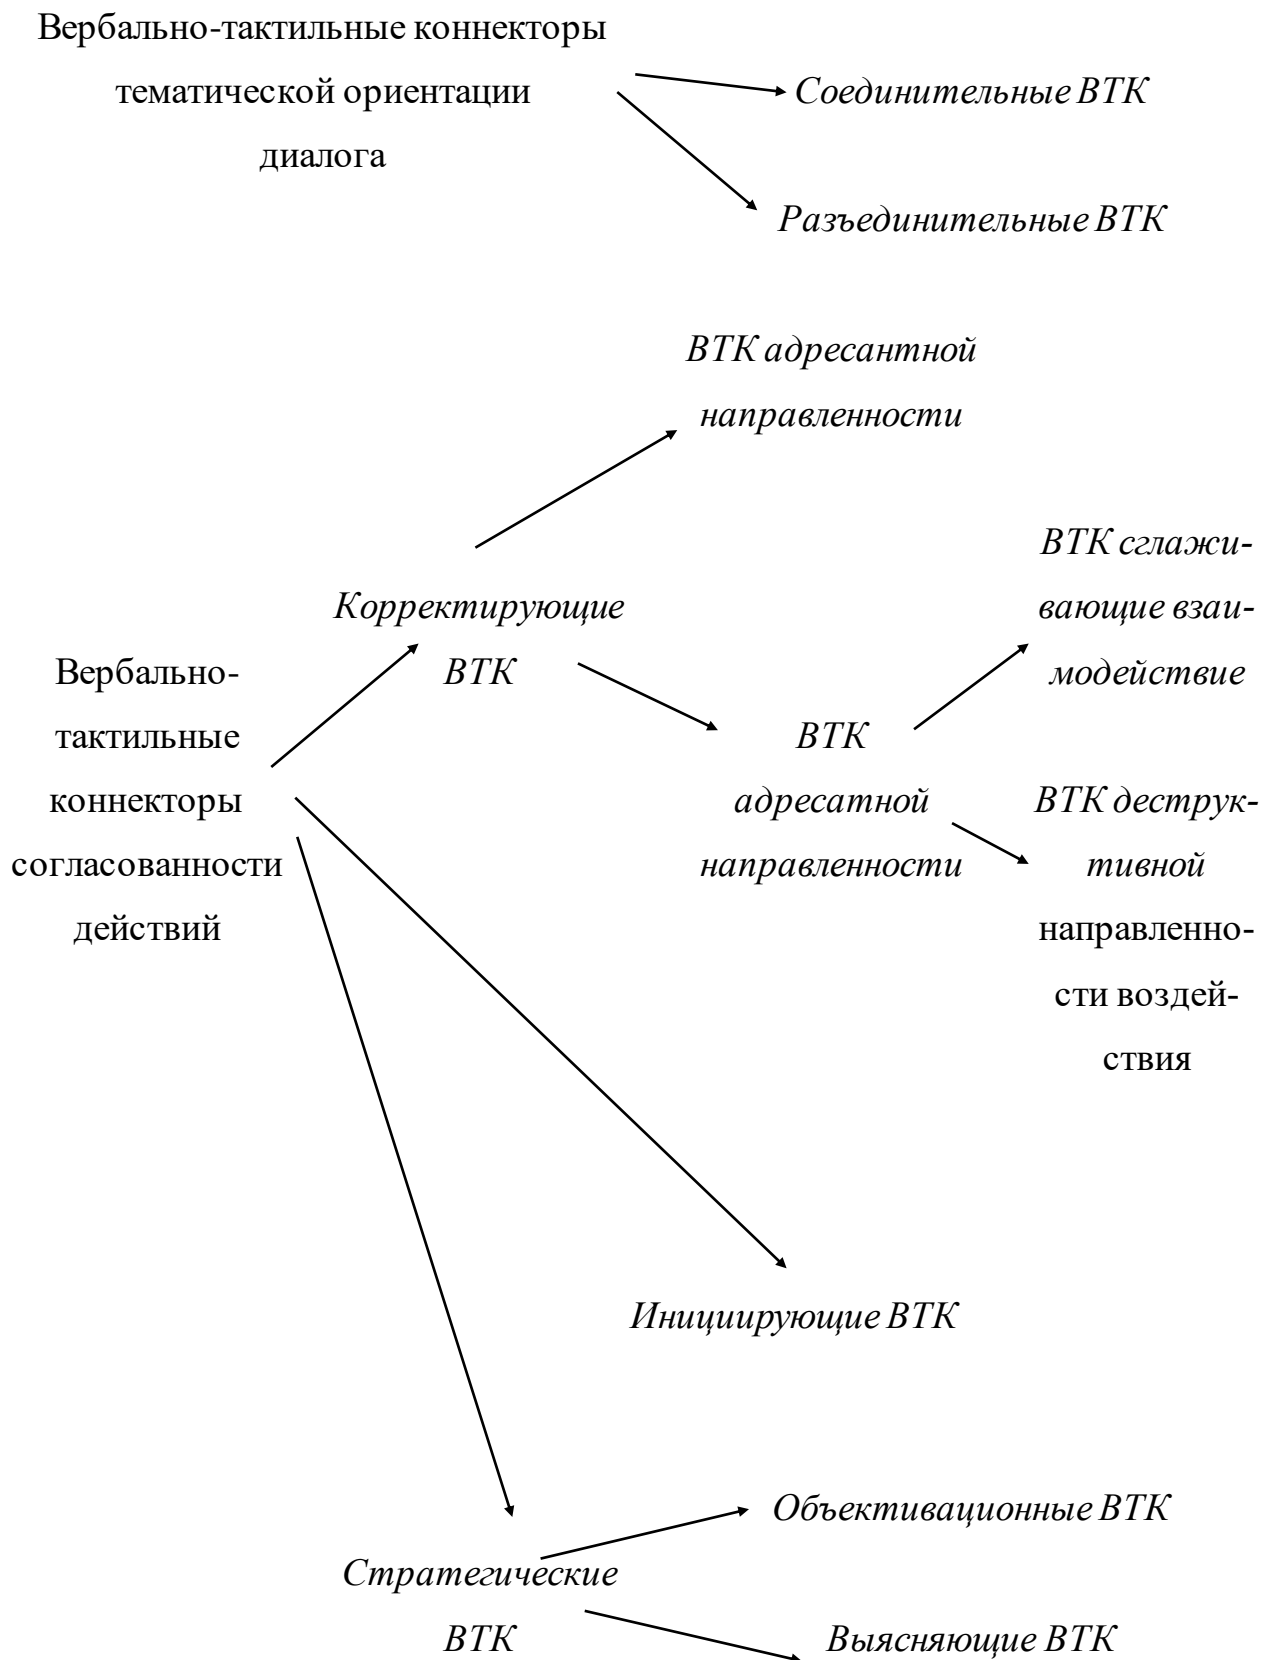 Вербально-тактильные коннекторы
тематической ориентации
диалога
Соединительные ВТК
Разъединительные ВТК
ВТК адресантной
направленности
Корректирующие
ВТК
ВТК сглажи-
вающие взаи-
модействие
Вербально-
тактильные
коннекторы
согласованности
действий
ВТК
адресатной
направленности
ВТК деструк-
тивной
направленно-
сти воздей-
ствия
Инициирующие ВТК
Стратегические
ВТК
Объективационные ВТК
Выясняющие ВТК